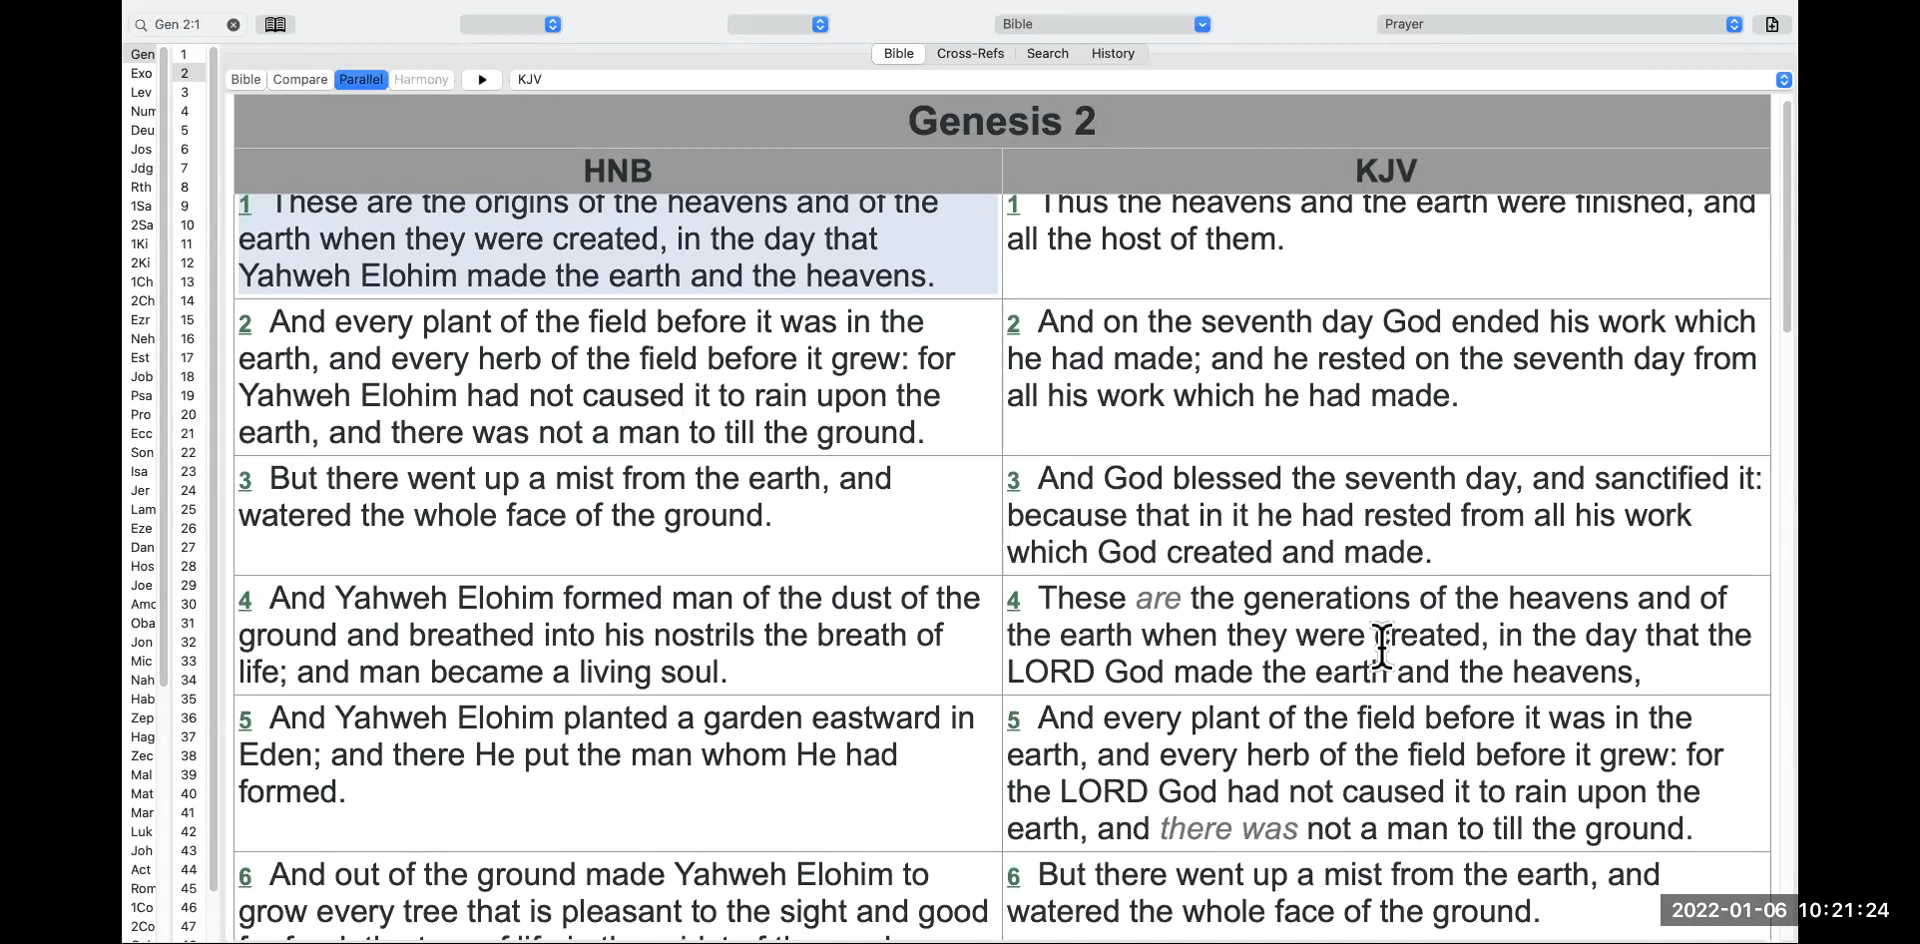 Gen 2:1
Bible
Prayer
Bible
Cross-Refs
Search
History
Bible
Compare
Parallel
Harmony
KJV
Gen
Exo
Lev
Num
Deu
Jos
Jdg
Rth
1Sa
2Sa
1Ki
2Ki
1Ch
2Ch
Ezr
Neh
Est
Job
Psa
Pro
Ecc
Son
Isa
Jer
Lam
Eze
Dan
Hos
Joe
Amo
Oba
Jon
Mic
Nah
Hab
Zep
Hag
Zec
Mal
Mat
Mar
Luk
Joh
Act
Rom
1Co
2Co
1
2
3
4
5
6
7
8
9
10
11
12
13
14
15
16
17
18
19
20
21
22
23
24
25
26
27
28
29
30
31
32
33
34
35
36
37
38
39
40
41
42
43
44
45
46
47
Genesis 2
HNB
1 These are the origins of the heavens and of the
earth when they were created, in the day that
Yahweh Elohim made the earth and the heavens.
2 And every plant of the field before it was in the
earth, and every herb of the field before it grew: for
Yahweh Elohim had not caused it to rain upon the
earth, and there was not a man to till the ground.
3 But there went up a mist from the earth, and
watered the whole face of the ground.
4 And Yahweh Elohim formed man of the dust of the
ground and breathed into his nostrils the breath of
life; and man became a living soul.
5 And Yahweh Elohim planted a garden eastward in
Eden; and there He put the man whom He had
formed.
6 And out of the ground made Yahweh Elohim to
grow every tree that is pleasant to the sight and good
KJV
1 Thus the heavens and the earth were finished, and
all the host of them.
2 And on the seventh day God ended his work which
he had made; and he rested on the seventh day from
all his work which he had made.
3 And God blessed the seventh day, and sanctified it:
because that in it he had rested from all his work
which God created and made.
4 These are the generations of the heavens and of
the earth when they were created, in the day that the
LORD God made the earth and the heavens,
5 And every plant of the field before it was in the
earth, and every herb of the field before it grew: for
the LORD God had not caused it to rain upon the
earth, and there was not a man to till the ground.
6 But there went up a mist from the earth, and
watered the whole face of the ground.
2022-01-06 10:21:24